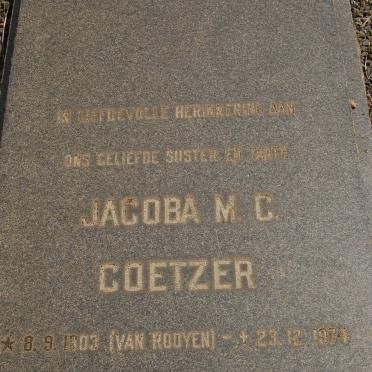 IN LIEFDEVOLLE HERINNERING AAN
ONS GELIEFDE SUSTER EN TANTE
JACOBA M. C.
COETZER
* 8. 9. 1903 (VAN ROOYEN) - + 23. 12. 1974